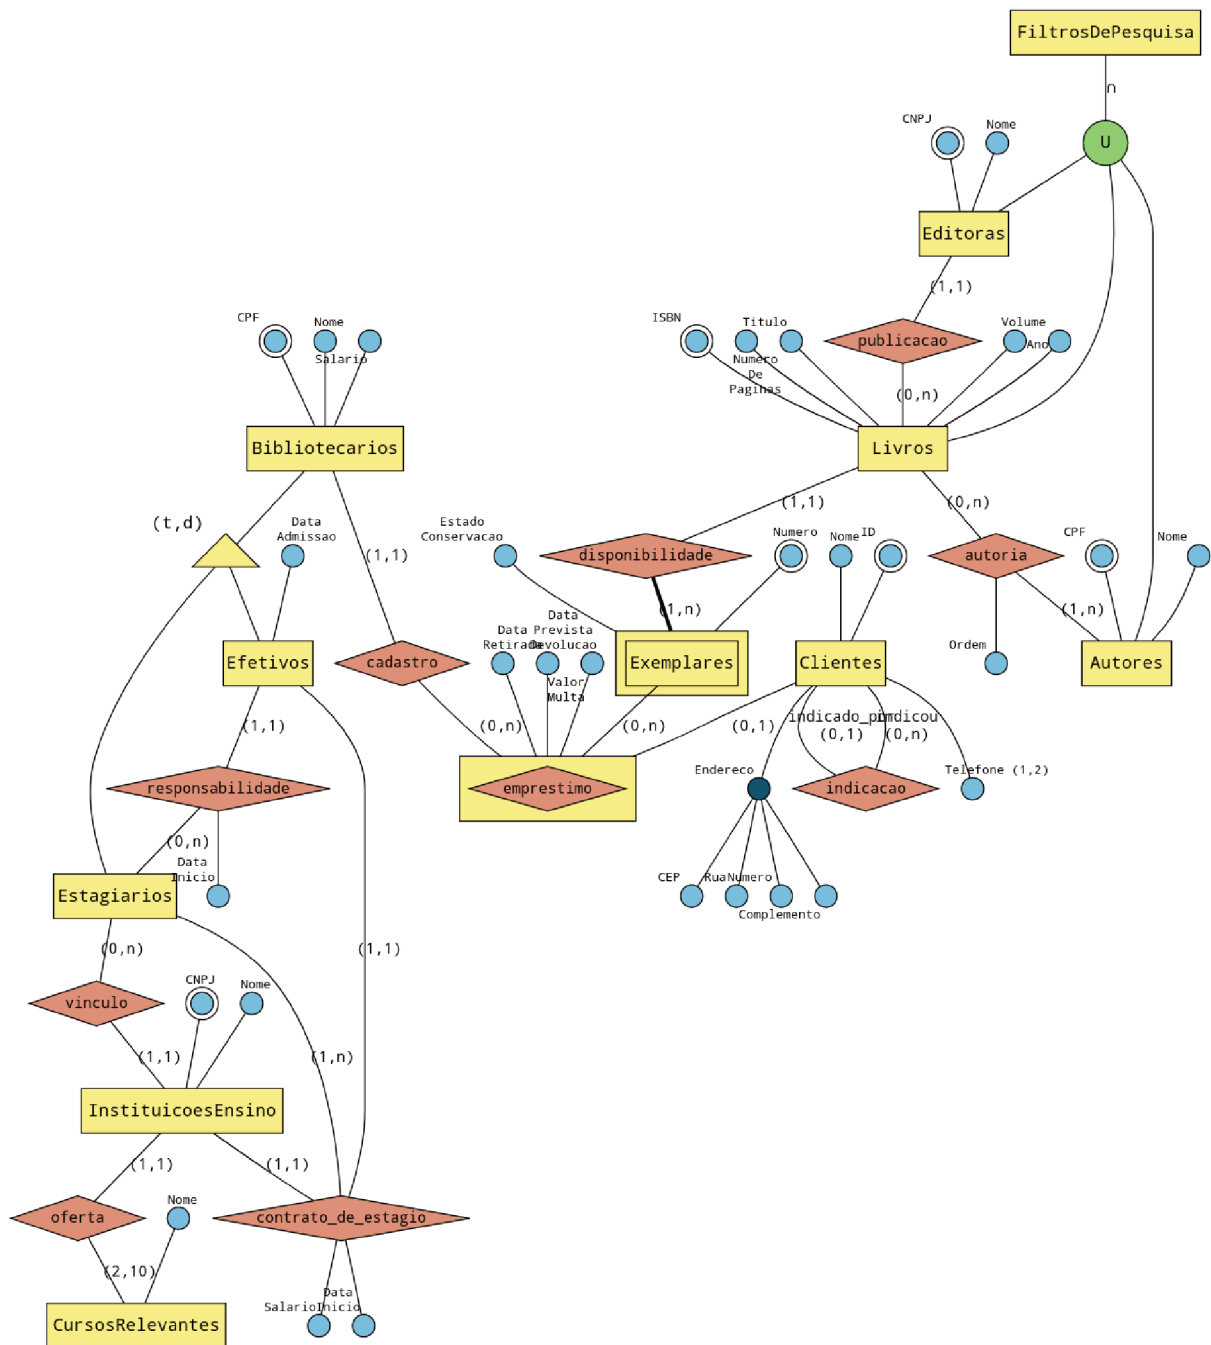 FiltrosDePesquisa
∩
CNPJ
Nome
U
Editoras
(1,1)
CPF
Nome
Salario
ISBN
Titulo
Numero
De
Paginas
publicacao
Volume
Ano
(0,n)
Bibliotecarios
Livros
(t,d)
Data
Admissao
(1,1)
Estado
Conservacao
(1,1)
(0,n)
Numero
Nome
ID
CPF
Nome
disponibilidade
autoria
(1,n)
(1,n)
Efetivos
cadastro
Data
Retirada
Data
Prevista
Devolucao
Valor
Multa
Exemplares
Clientes
Ordem
Autores
(1,1)
(0,n)
(0,n)
(0,1)
indicado_por
(0,1)
indicou
(0,n)
responsabilidade
emprestimo
Endereco
indicacao
Telefone (1,2)
(0,n)
Data
Inicio
Estagiarios
CEP
Rua
Numero
Complemento
(0,n)
(1,1)
vinculo
CNPJ
Nome
(1,1)
(1,n)
InstituicoesEnsino
(1,1)
(1,1)
oferta
Nome
contrato_de_estagio
(2,10)
Salario
Data
Inicio
CursosRelevantes